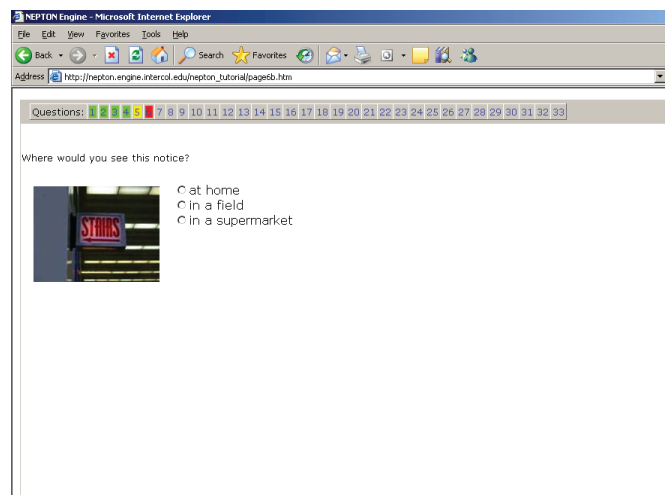 NEPTON Engine - Microsoft Internet Explorer
File Edit View Favorites Tools Help
Back Search Favorites
Address http://nepton.engine.intercol.edu/nepton_tutorial/page6b.htm
Questions: 1 2 3 4 5 6 7 8 9 10 11 12 13 14 15 16 17 18 19 20 21 22 23 24 25 26 27 28 29 30 31 32 33
Where would you see this notice?
STAIRS
at home
in a field
in a supermarket